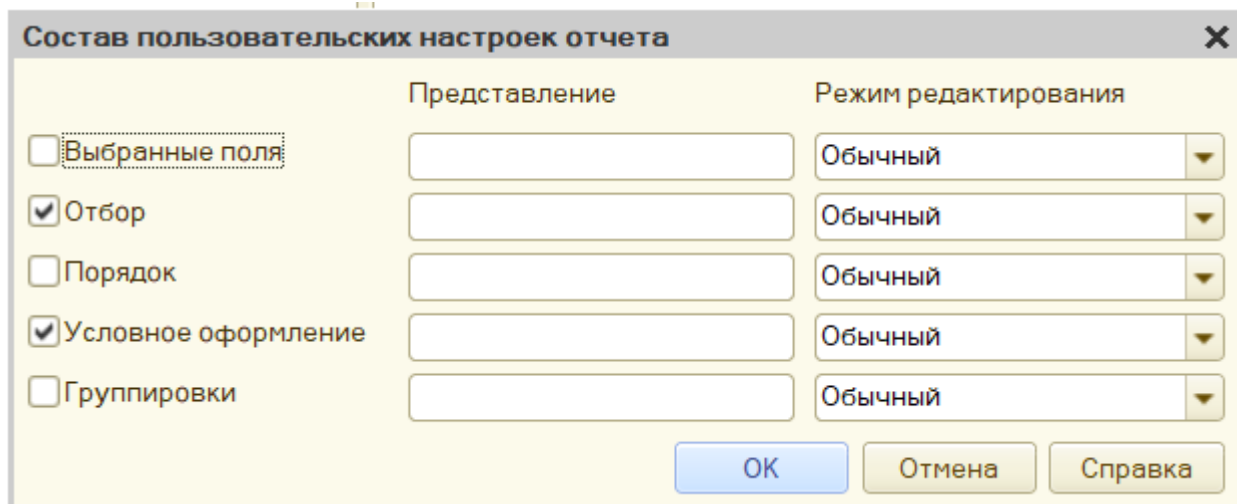 Состав пользовательских настроек отчета
Представление Режим редактирования
Выбранные поля Обычный
Отбор Обычный
Порядок Обычный
Условное оформление Обычный
Группировки Обычный
ОК Отмена Справка